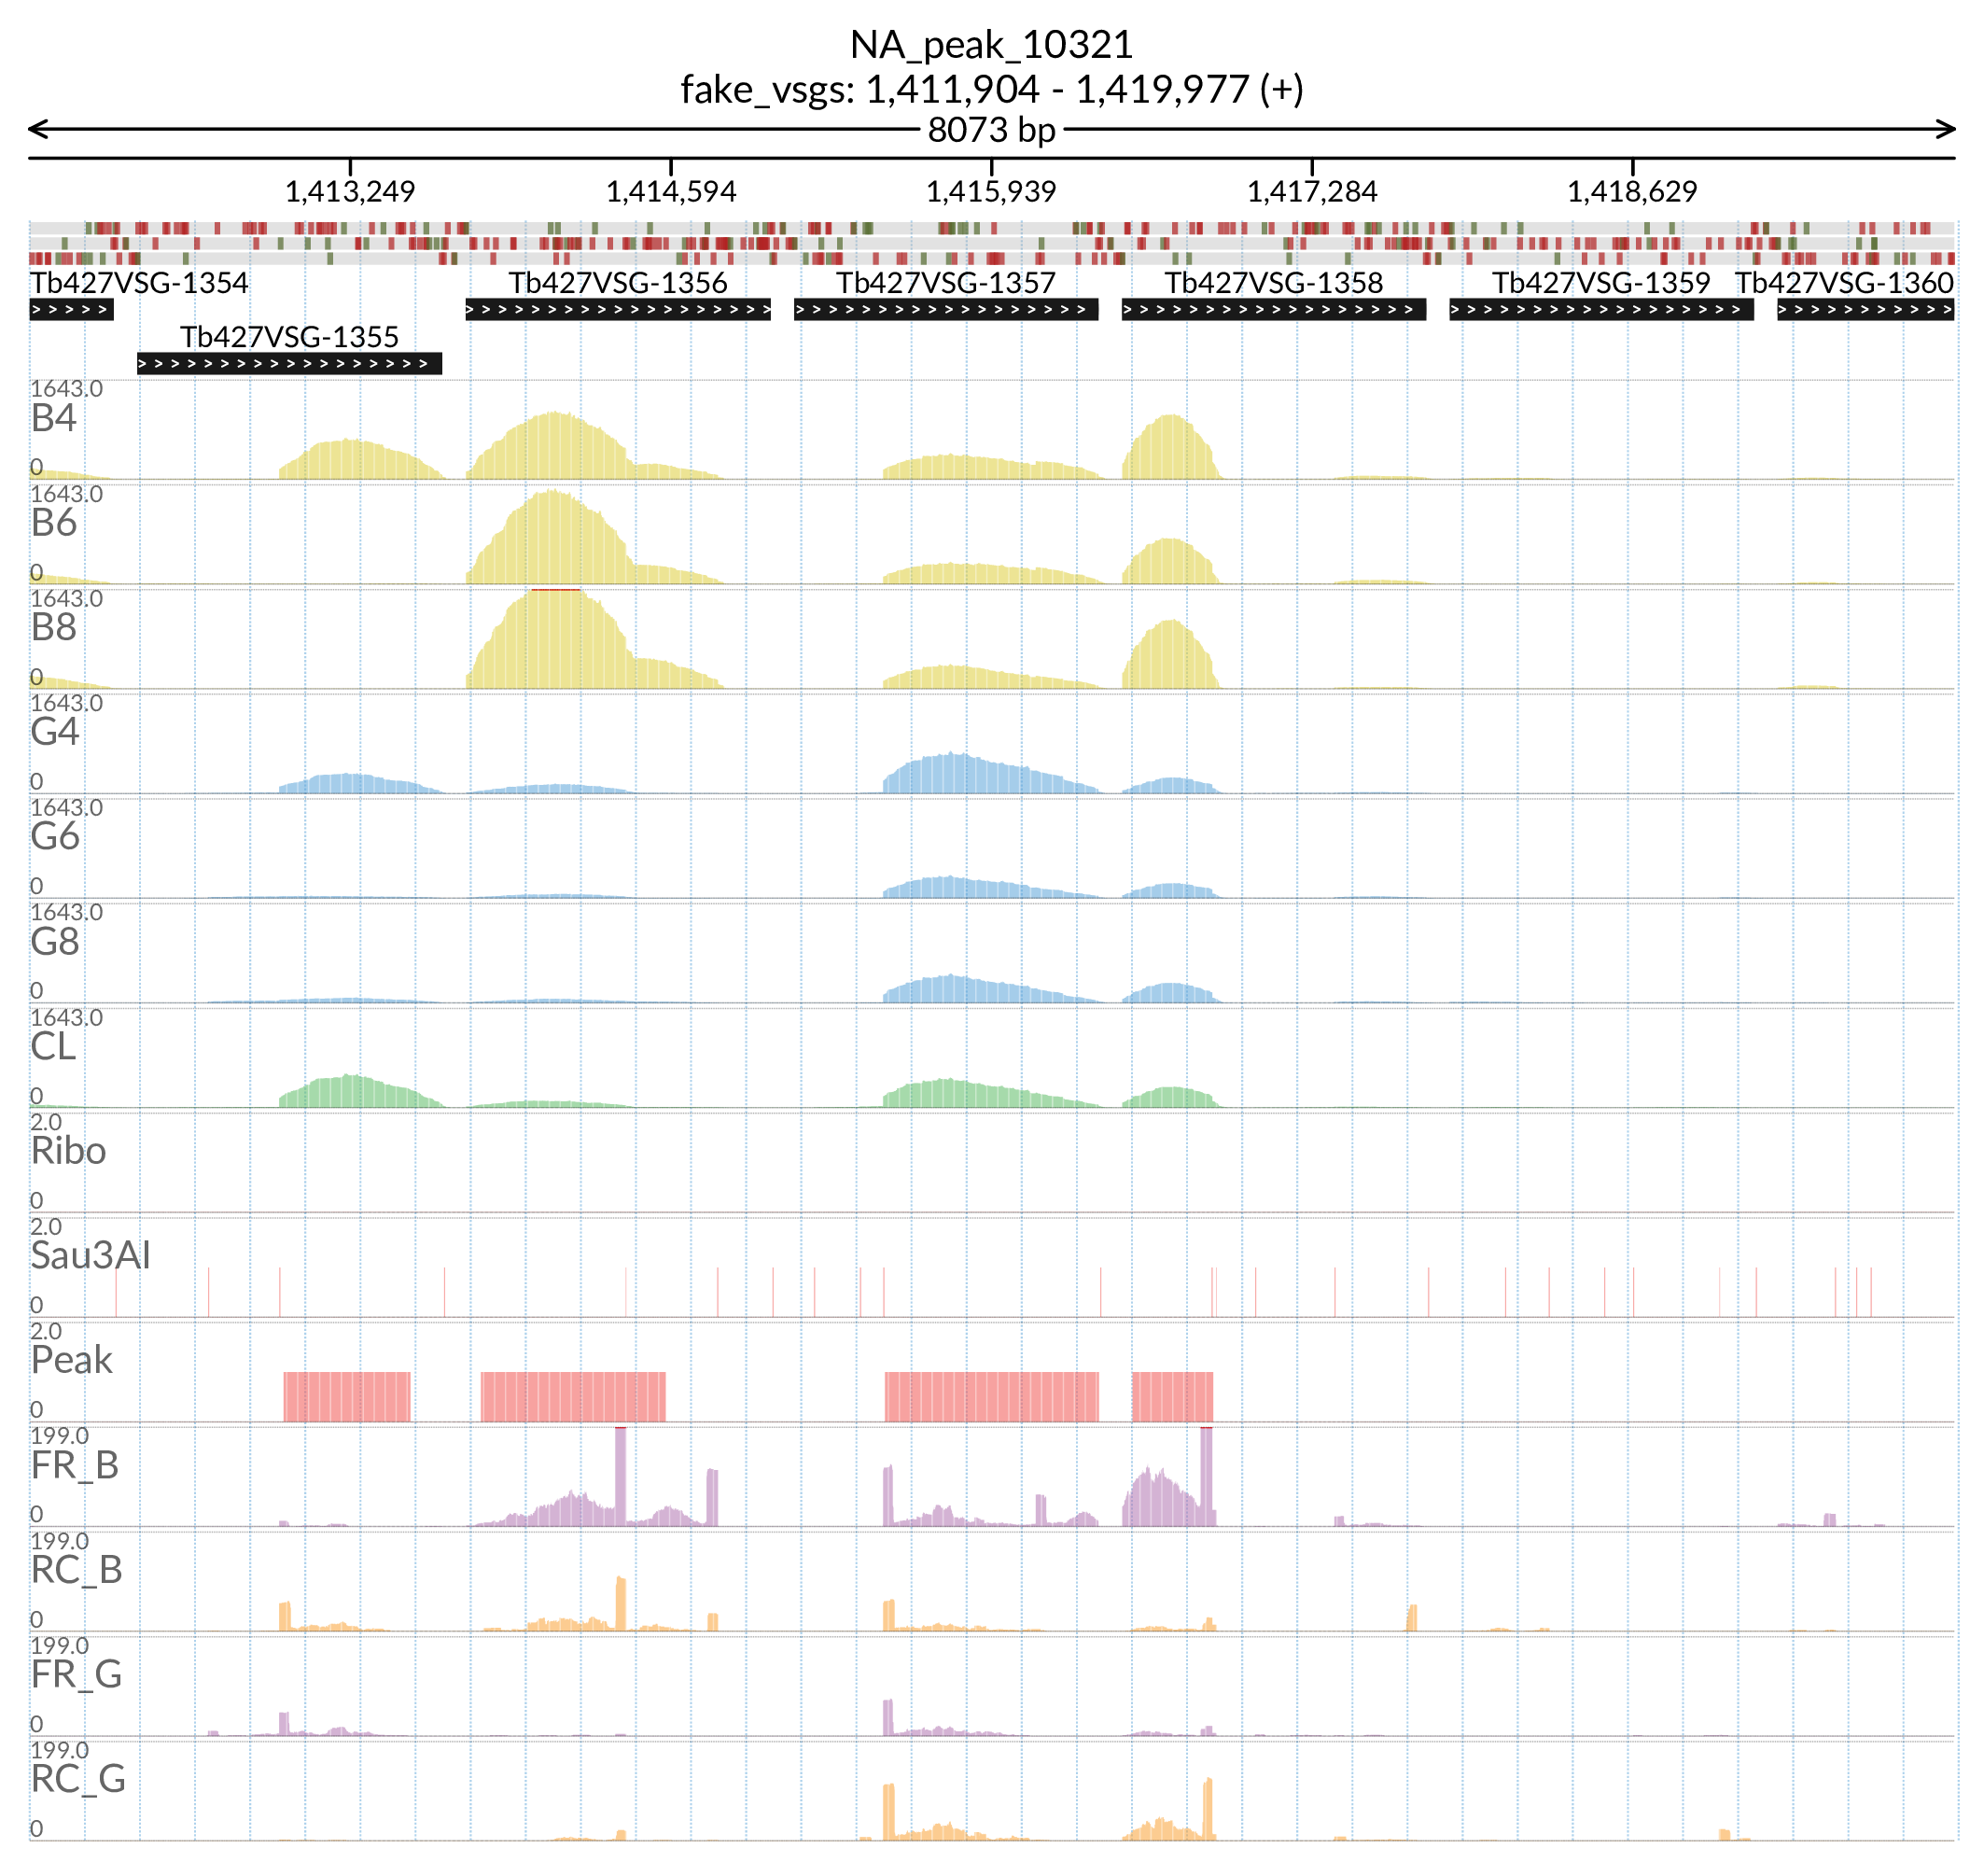 NA_peak_10321
fake_vsgs: 1,411,904 - 1,419,977 (+)
8073 bp
1,413,249 1,414,594 1,415,939 1,417,284 1,418,629
Tb427VSG-1354 Tb427VSG-1356 Tb427VSG-1357 Tb427VSG-1358 Tb427VSG-1359 Tb427VSG-1360
Tb427VSG-1355
1643.0
B4
0
1643.0
B6
0
1643.0
B8
0
1643.0
G4
0
1643.0
G6
0
1643.0
G8
0
1643.0
CL
0
2.0
Ribo
0
2.0
Sau3AI
0
2.0
Peak
0
199.0
FR_B
0
199.0
RC_B
0
199.0
FR_G
0
199.0
RC_G
0